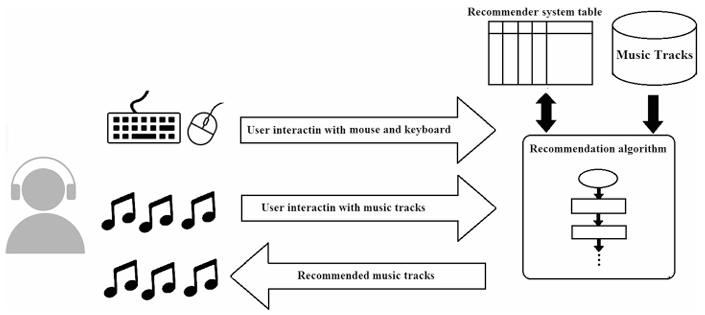 Recommender system table
Music Tracks
User interactin with mouse and keyboard
Recommendation algorithm
User interactin with music tracks
Recommended music tracks